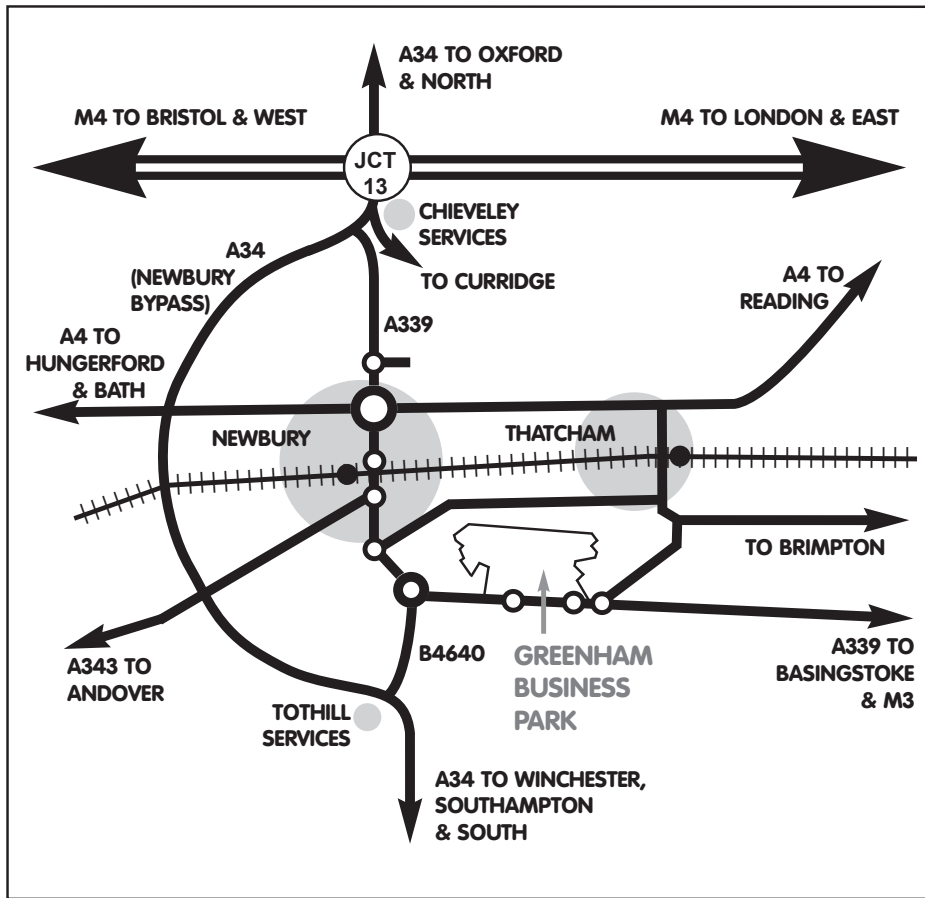 A34 TO OXFORD
& NORTH
M4 TO BRISTOL & WEST
M4 TO LONDON & EAST
JCT
13
CHIEVELEY
SERVICES
A34
(NEWBURY
BYPASS)
TO CURRIDGE
A4 TO
READING
A339
A4 TO
HUNGERFORD
& BATH
NEWBURY
THATCHAM
TO BRIMPTON
A343 TO
ANDOVER
B4640
GREENHAM
BUSINESS
PARK
A339 TO
BASINGSTOKE
& M3
TOTHILL
SERVICES
A34 TO WINCHESTER,
SOUTHAMPTON
& SOUTH